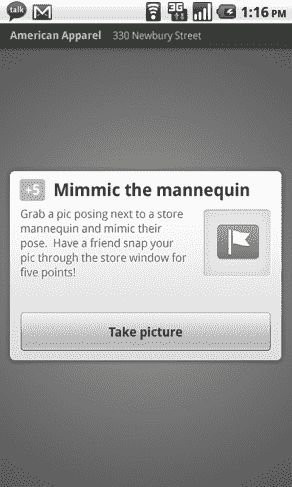 talk 3G 1:16 PM
American Apparel 330 Newbury Street
+5 Mimmic the mannequin
Grab a pic posing next to a store
mannequin and mimic their
pose. Have a friend snap your
pic through the store window for
five points!
Take picture